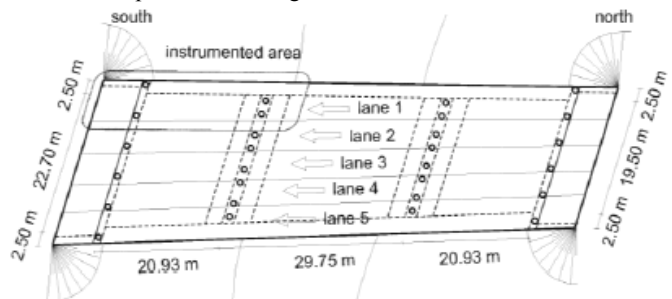 south
north
instrumented area
2.50 m
22.70 m
2.50 m
lane 1
lane 2
lane 3
lane 4
lane 5
2.50 m
19.50 m
2.50 m
20.93 m
29.75 m
20.93 m